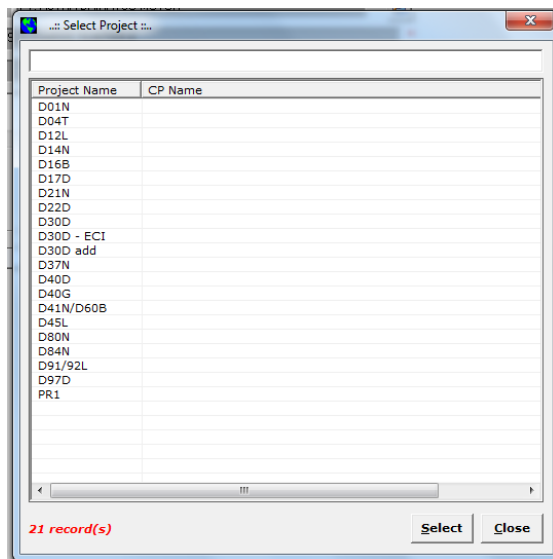 ..:: Select Project ::..
Project Name CP Name
D01N
D04T
D12L
D14N
D16B
D17D
D21N
D22D
D30D
D30D - ECI
D30D add
D37N
D40D
D40G
D41N/D60B
D45L
D80N
D84N
D91/92L
D97D
PR1
21 record(s) Select Close